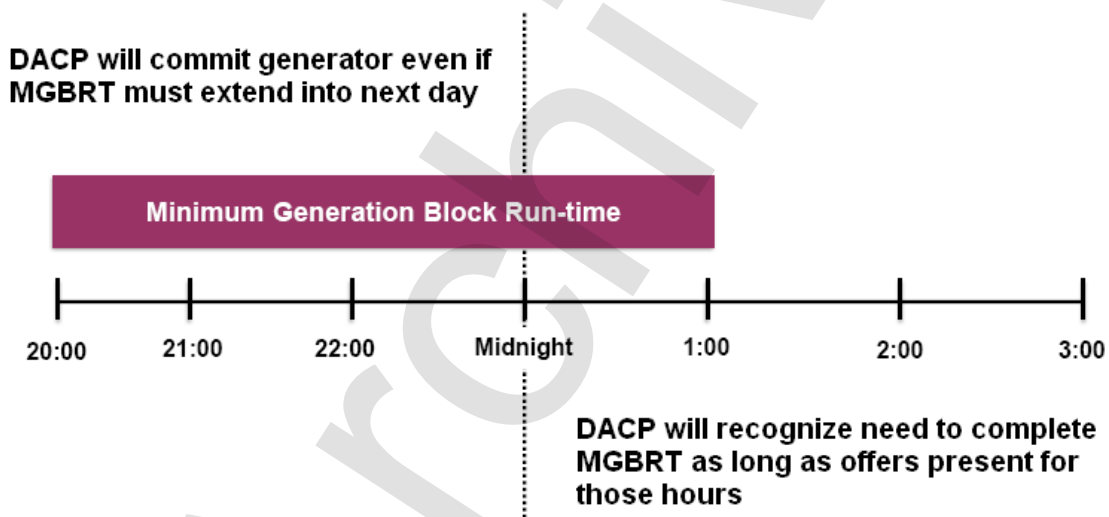 DACP will commit generator even if
MGBRT must extend into next day
Minimum Generation Block Run-time
20:00 21:00 22:00 Midnight 1:00 2:00 3:00
DACP will recognize need to complete
MGBRT as long as offers present for
those hours